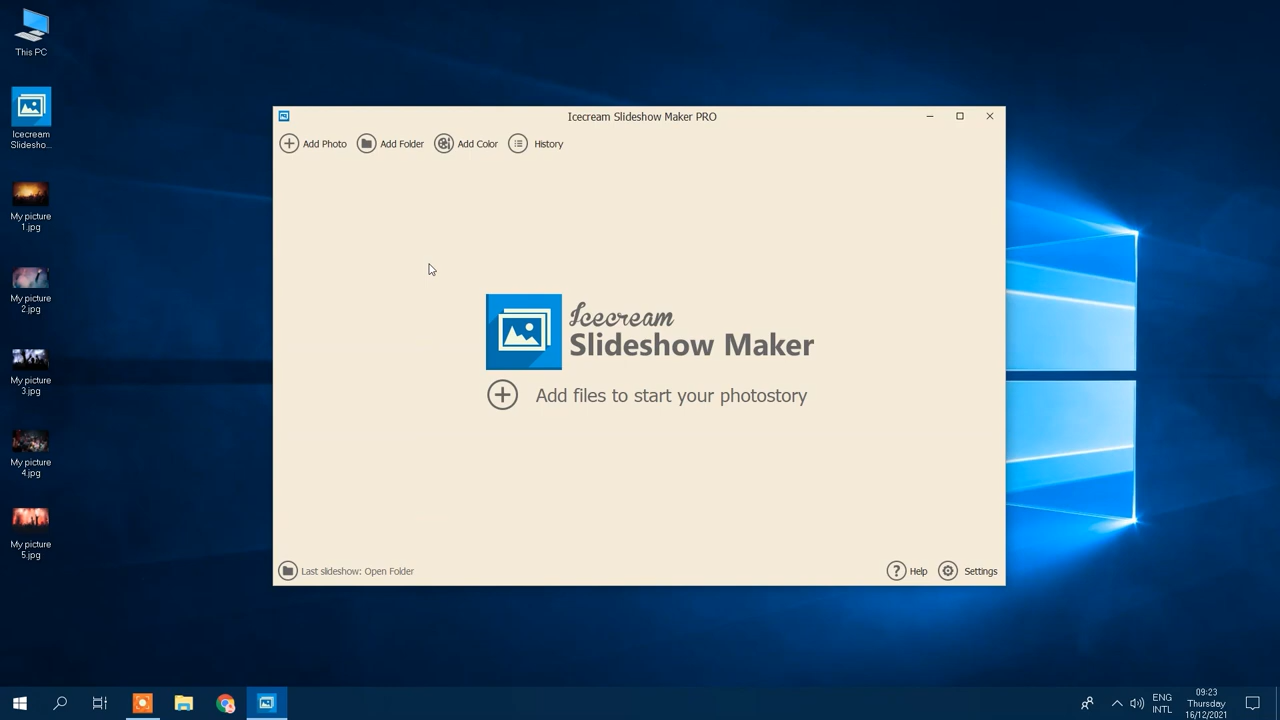 This PC
Icecream
Slidesho...
My picture
1.jpg
My picture
2.jpg
My picture
3.jpg
My picture
4.jpg
My picture
5.jpg
Icecream Slideshow Maker PRO
Add Photo
Add Folder
Add Color
History
Icecream
Slideshow Maker
Add files to start your photostory
Last slideshow: Open Folder
Help
Settings
ENG
INTL
09:23
Thursday
16/12/2021